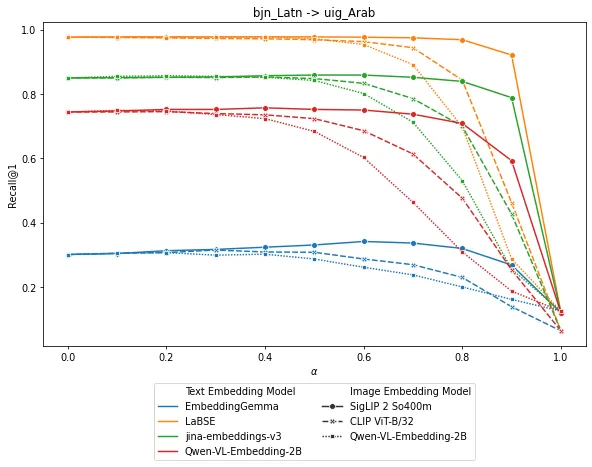 bjn_Latn -> uig_Arab
Recall@1
1.0
0.8
0.6
0.4
0.2
0.0 0.2 0.4 0.6 0.8 1.0
α
Text Embedding Model Image Embedding Model
EmbeddingGemma SigLIP 2 So400m
LaBSE CLIP ViT-B/32
jina-embeddings-v3 Qwen-VL-Embedding-2B
Qwen-VL-Embedding-2B